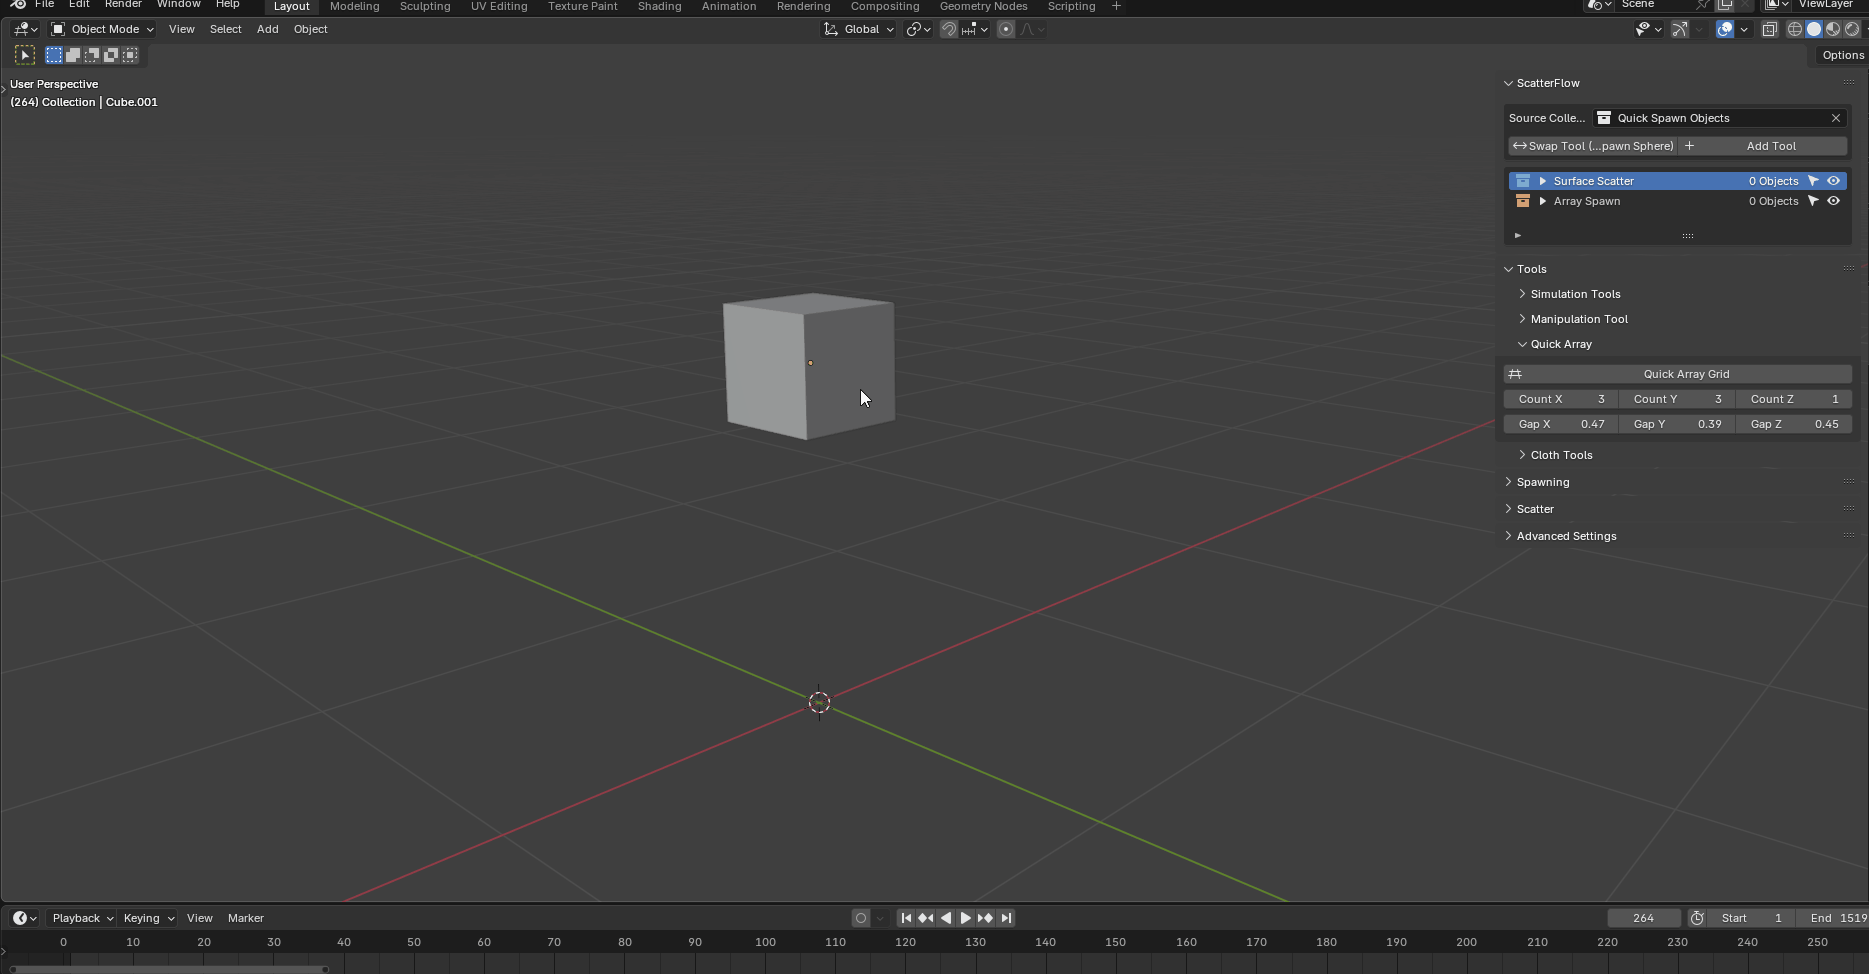 File Edit Render Window Help Layout Modeling Sculpting UV Editing Texture Paint Shading Animation Rendering Compositing Geometry Nodes Scripting + Scene ViewLayer
Object Mode View Select Add Object Global
Options
User Perspective
(264) Collection | Cube.001
ScatterFlow
Source Colle... Quick Spawn Objects
Swap Tool (...pawn Sphere) Add Tool
Surface Scatter 0 Objects
Array Spawn 0 Objects
Tools
Simulation Tools
Manipulation Tool
Quick Array
Quick Array Grid
Count X 3 Count Y 3 Count Z 1
Gap X 0.47 Gap Y 0.39 Gap Z 0.45
Cloth Tools
Spawning
Scatter
Advanced Settings
Playback Keying View Marker 264 Start 1 End 1519
0 10 20 30 40 50 60 70 80 90 100 110 120 130 140 150 160 170 180 190 200 210 220 230 240 250